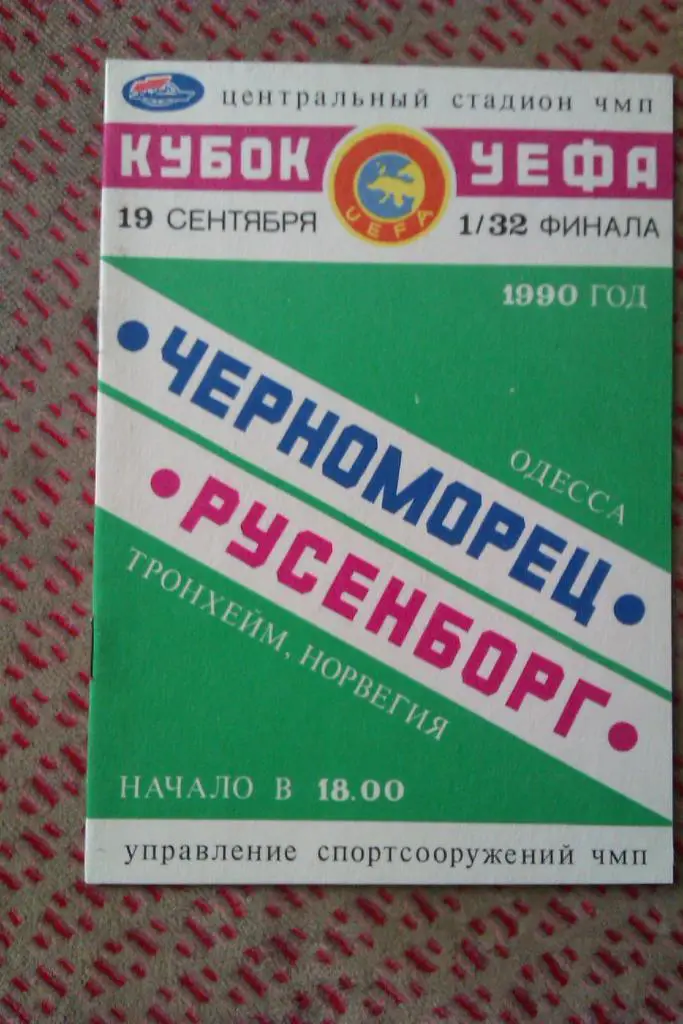 центральный стадион чмп
КУБОК УЕФА
UEFA
19 СЕНТЯБРЯ 1/32 ФИНАЛА
1990 ГОД
• ЧЕРНОМОРЕЦ •
ОДЕССА
• РУСЕНБОРГ •
ТРОНХЕЙМ, НОРВЕГИЯ
НАЧАЛО В 18.00
управление спортсооружений чмп